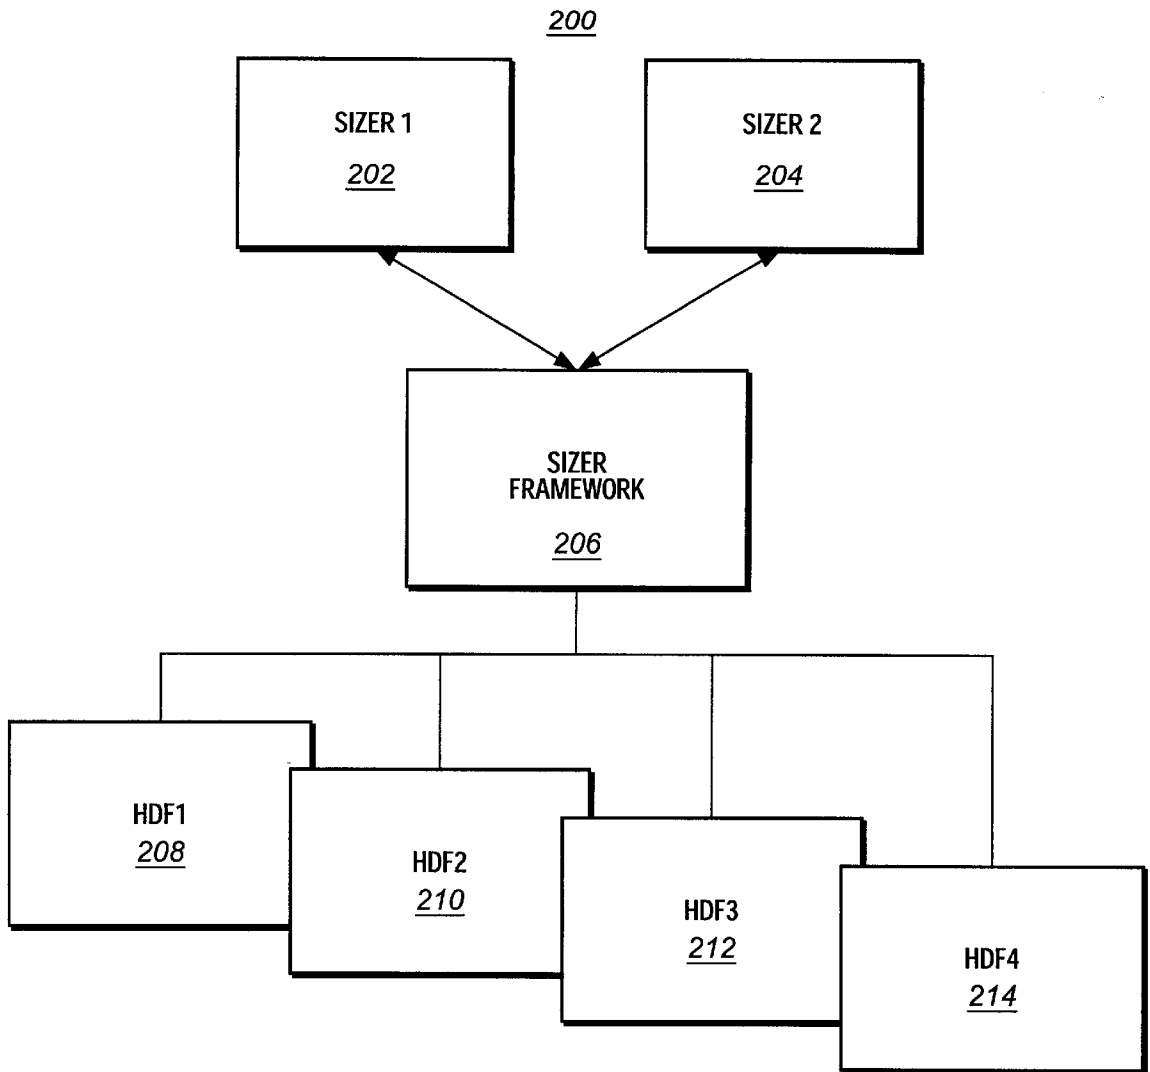 200
SIZER 1
202
SIZER 2
204
SIZER
FRAMEWORK
206
HDF1
208
HDF2
210
HDF3
212
HDF4
214